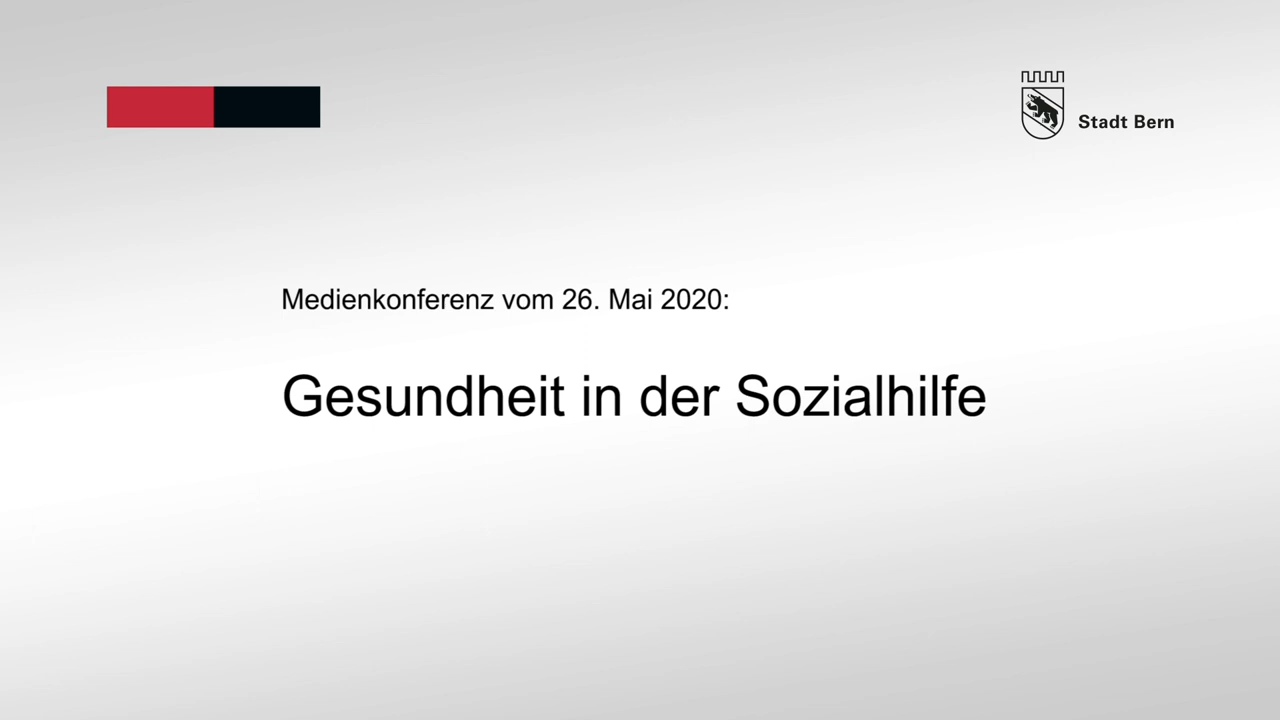 Stadt Bern
Medienkonferenz vom 26. Mai 2020:
Gesundheit in der Sozialhilfe